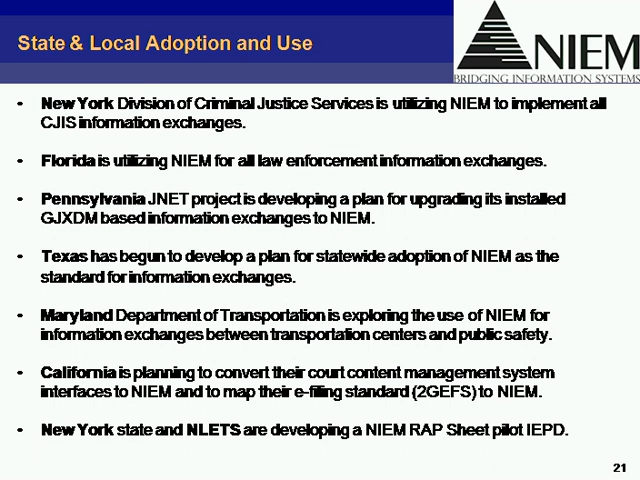 State & Local Adoption and Use
NIEM
BRIDGING INFORMATION SYSTEMS
• New York Division of Criminal Justice Services is utilizing NIEM to implement all
CJIS information exchanges.
• Florida is utilizing NIEM for all law enforcement information exchanges.
• Pennsylvania JNET project is developing a plan for upgrading its installed
GJXDM based information exchanges to NIEM.
• Texas has begun to develop a plan for statewide adoption of NIEM as the
standard for information exchanges.
• Maryland Department of Transportation is exploring the use of NIEM for
information exchanges between transportation centers and public safety.
• California is planning to convert their court content management system
interfaces to NIEM and to map their e-filing standard (2GEFS) to NIEM.
• New York state and NLETS are developing a NIEM RAP Sheet pilot IEPD.
21